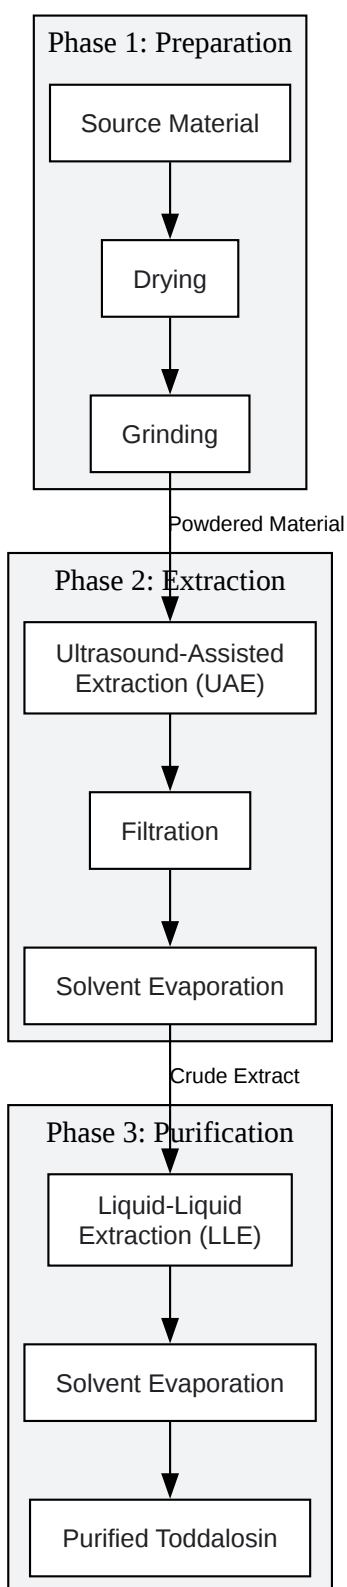 Phase 1: Preparation
Source Material
Drying
Grinding
Powdered Material
Phase 2: Extraction
Ultrasound-Assisted
Extraction (UAE)
Filtration
Solvent Evaporation
Crude Extract
Phase 3: Purification
Liquid-Liquid
Extraction (LLE)
Solvent Evaporation
Purified Toddalosin